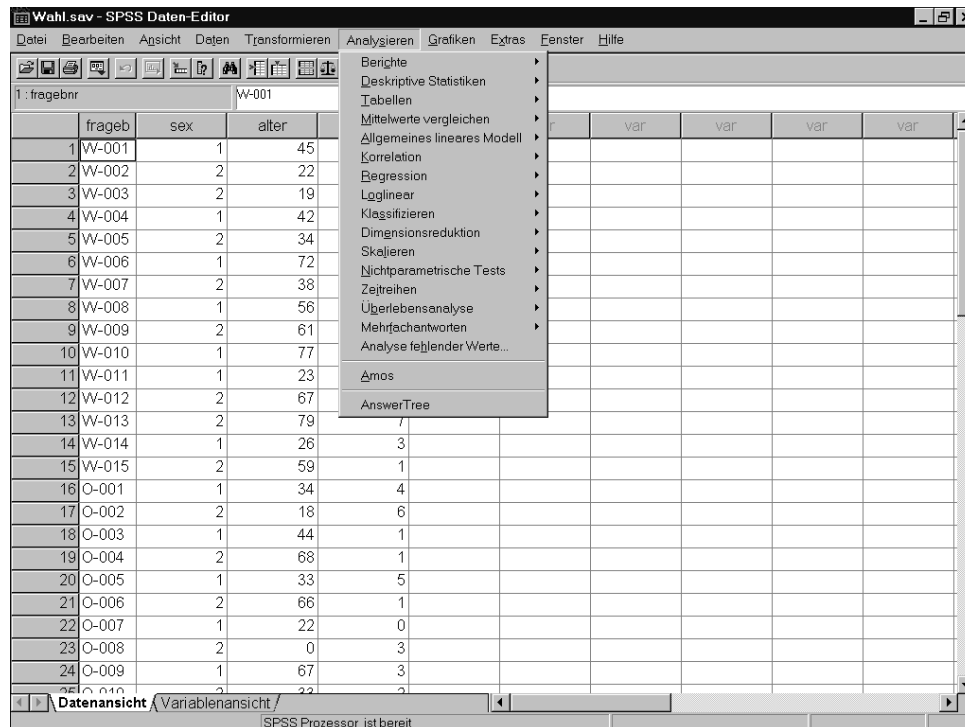 Wahl.sav - SPSS Daten-Editor
Datei Bearbeiten Ansicht Daten Transformieren Analysieren Grafiken Extras Fenster Hilfe
1 : fragebnr W-001
frageb sex alter var var var var
1 W-001 1 45
2 W-002 2 22
3 W-003 2 19
4 W-004 1 42
5 W-005 2 34
6 W-006 1 72
7 W-007 2 38
8 W-008 1 56
9 W-009 2 61
10 W-010 1 77
11 W-011 1 23
12 W-012 2 67
13 W-013 2 79 7
14 W-014 1 26 3
15 W-015 2 59 1
16 O-001 1 34 4
17 O-002 2 18 6
18 O-003 1 44 1
19 O-004 2 68 1
20 O-005 1 33 5
21 O-006 2 66 1
22 O-007 1 22 0
23 O-008 2 0 3
24 O-009 1 67 3
Berichte
Deskriptive Statistiken
Tabellen
Mittelwerte vergleichen
Allgemeines lineares Modell
Korrelation
Regression
Loglinear
Klassifizieren
Dimensionsreduktion
Skalieren
Nichtparametrische Tests
Zeitreihen
Überlebensanalyse
Mehrfachantworten
Analyse fehlender Werte...
Amos
AnswerTree
Datenansicht Variablenansicht
SPSS Prozessor ist bereit